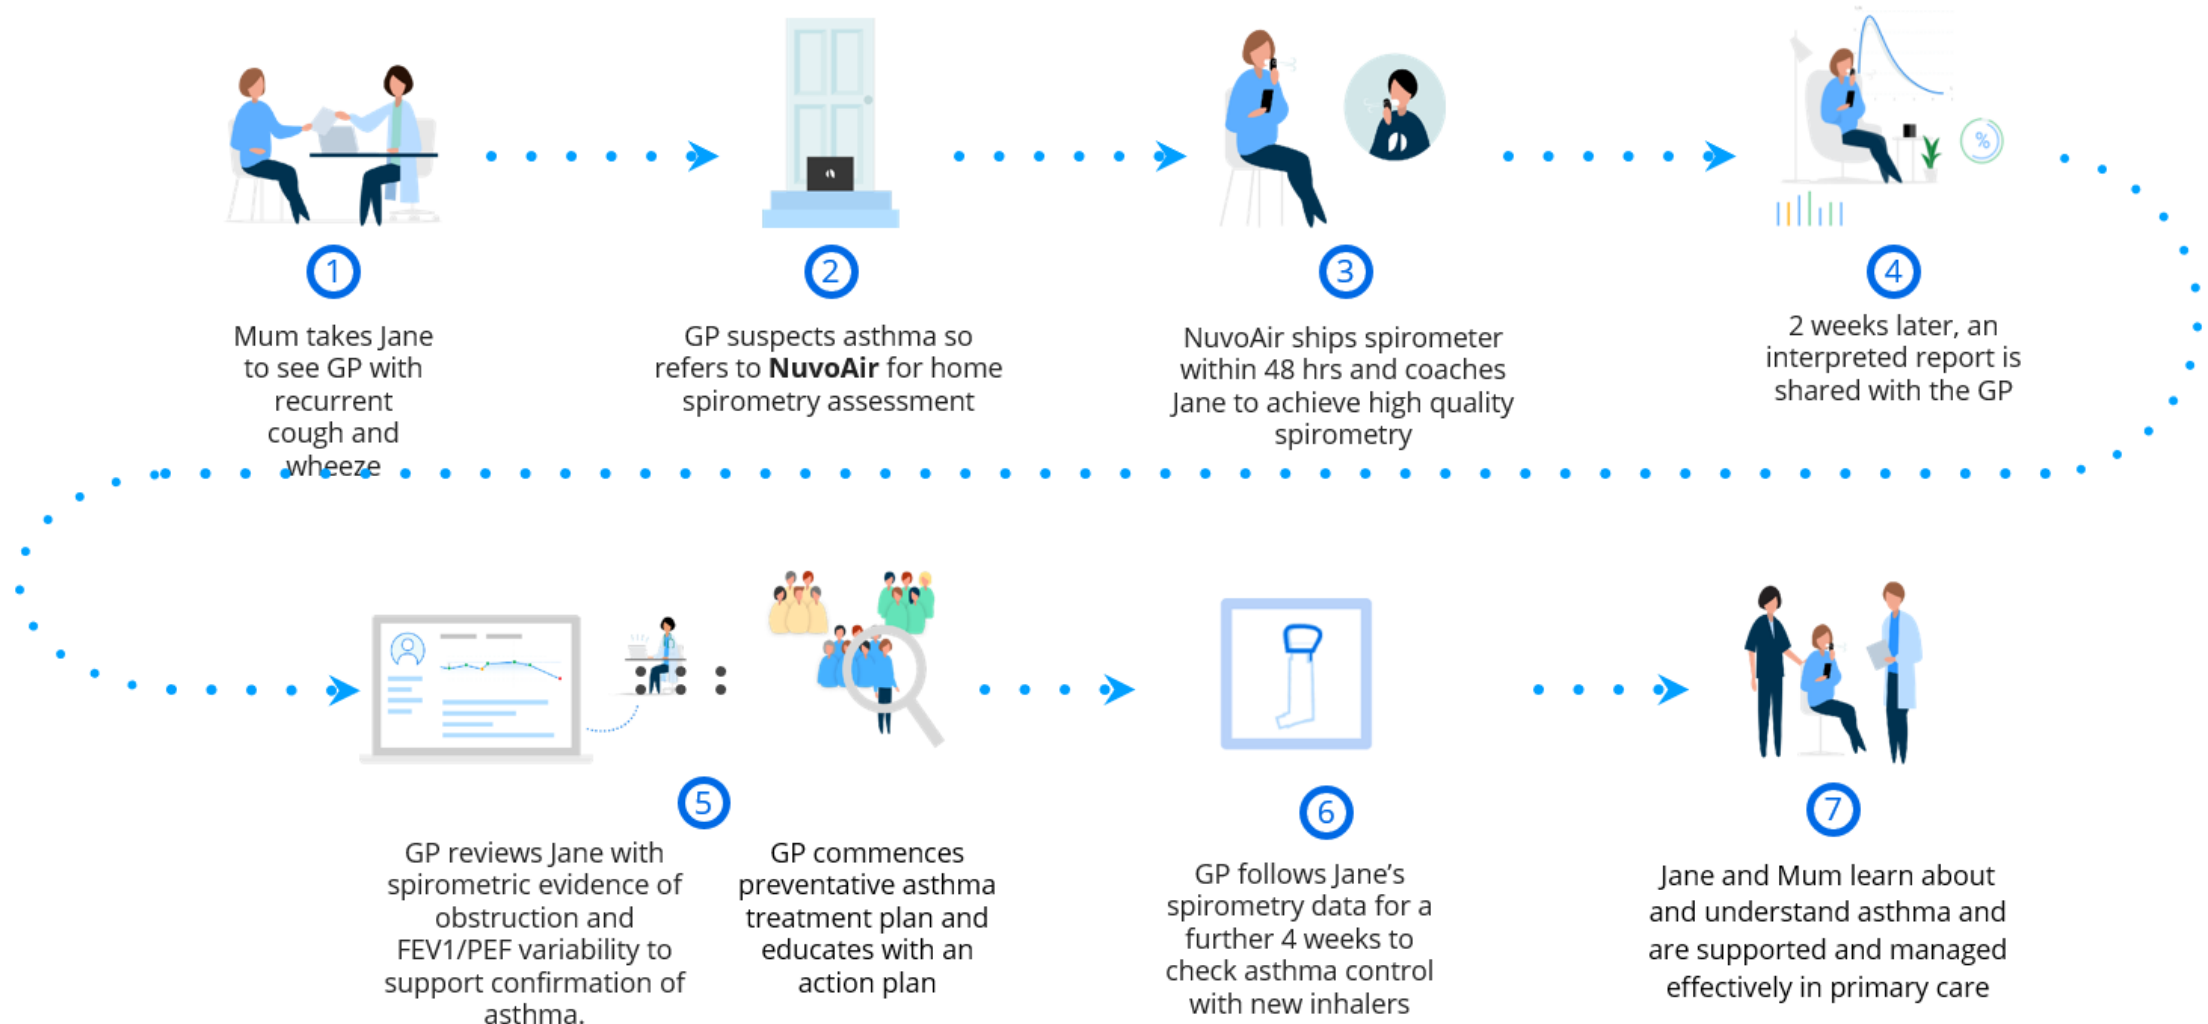 1
Mum takes Jane
to see GP with
recurrent
cough and
wheeze
2
GP suspects asthma so
refers to NuvoAir for home
spirometry assessment
3
NuvoAir ships spirometer
within 48 hrs and coaches
Jane to achieve high quality
spirometry
4
2 weeks later, an
interpreted report is
shared with the GP
%
5
GP reviews Jane with
spirometric evidence of
obstruction and
FEV1/PEF variability to
support confirmation of
asthma.
GP commences
preventative asthma
treatment plan and
educates with an
action plan
6
GP follows Jane’s
spirometry data for a
further 4 weeks to
check asthma control
with new inhalers
7
Jane and Mum learn about
and understand asthma and
are supported and managed
effectively in primary care